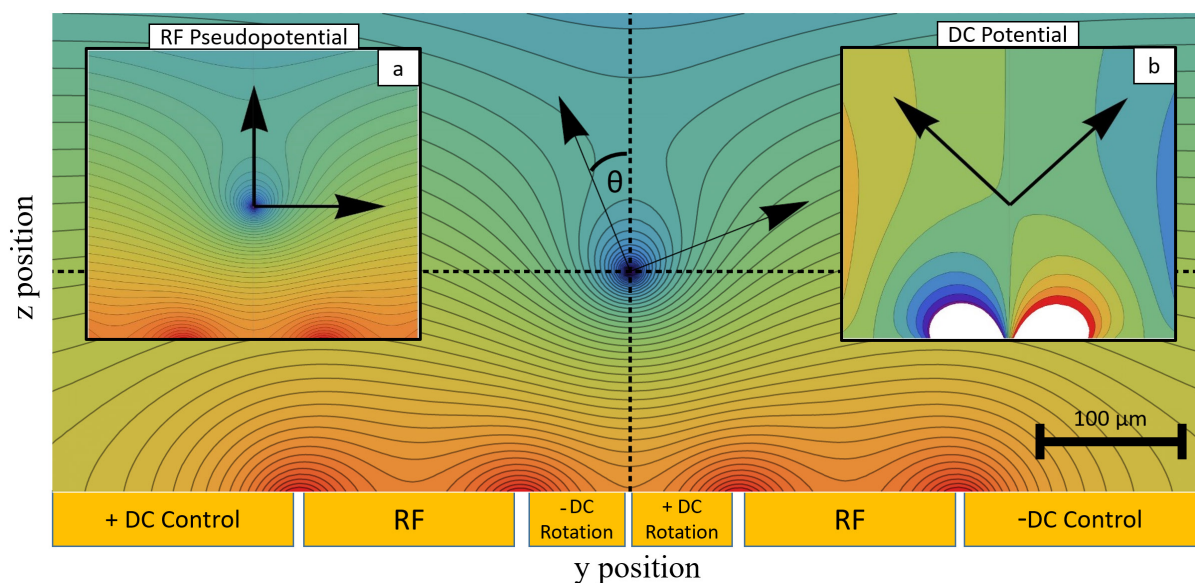 RF Pseudopotential
a
DC Potential
b
θ
z position
100 μm
+ DC Control
RF
- DC
Rotation
+ DC
Rotation
RF
-DC Control
y position